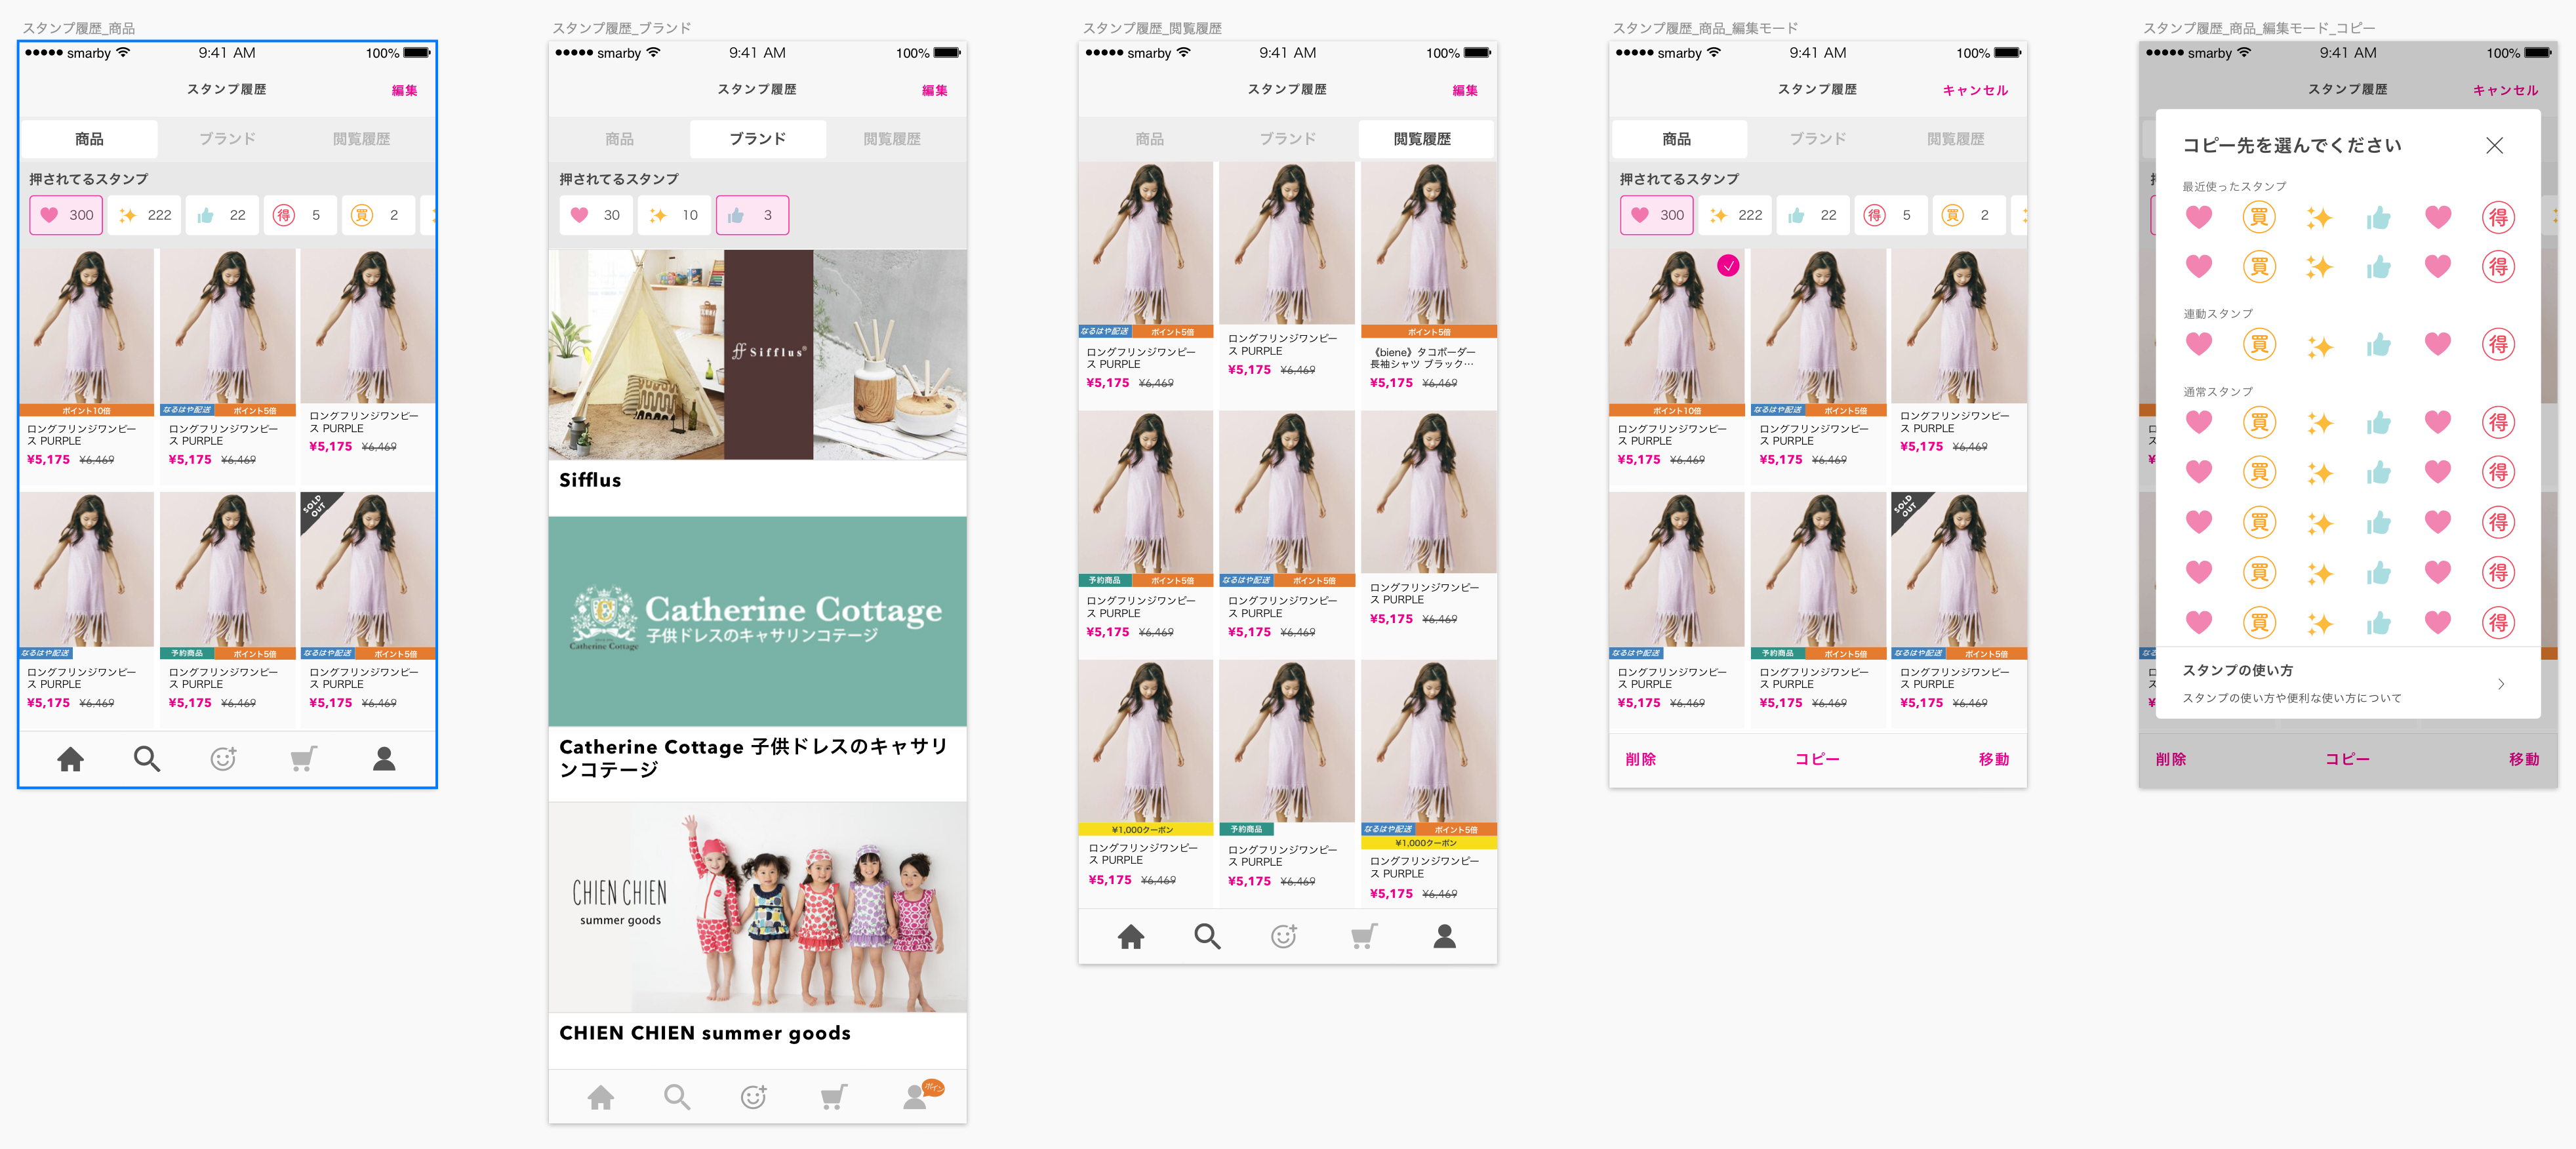 スタンプ履歴_商品
smarby 9:41 AM 100%
スタンプ履歴 編集
商品 ブランド 閲覧履歴
押されてるスタンプ
300 222 22 得 5 買 2
ポイント10倍 なるはや配送 ポイント5倍
ロングフリンジワンピー
ス PURPLE
¥5,175 ¥6,469
ロングフリンジワンピー
ス PURPLE
¥5,175 ¥6,469
ロングフリンジワンピー
ス PURPLE
¥5,175 ¥6,469
SOLD
OUT
なるはや配送 予約商品 ポイント5倍 なるはや配送 ポイント5倍
ロングフリンジワンピー
ス PURPLE
¥5,175 ¥6,469
ロングフリンジワンピー
ス PURPLE
¥5,175 ¥6,469
ロングフリンジワンピー
ス PURPLE
¥5,175 ¥6,469
スタンプ履歴_ブランド
smarby 9:41 AM 100%
スタンプ履歴 編集
商品 ブランド 閲覧履歴
押されてるスタンプ
30 10 3
Sifflus®
Sifflus
Catherine Cottage
子供ドレスのキャサリンコテージ
Catherine Cottage
Catherine Cottage 子供ドレスのキャサリ
ンコテージ
CHIEN CHIEN
summer goods
CHIEN CHIEN summer goods
スタンプ履歴_閲覧履歴
smarby 9:41 AM 100%
スタンプ履歴 編集
商品 ブランド 閲覧履歴
なるはや配送 ポイント5倍 ポイント5倍
ロングフリンジワンピー
ス PURPLE
¥5,175 ¥6,469
ロングフリンジワンピー
ス PURPLE
¥5,175 ¥6,469
《biene》タコボーダー
長袖シャツ ブラック…
¥5,175 ¥6,469
予約商品 ポイント5倍 なるはや配送 ポイント5倍
ロングフリンジワンピー
ス PURPLE
¥5,175 ¥6,469
ロングフリンジワンピー
ス PURPLE
¥5,175 ¥6,469
ロングフリンジワンピー
ス PURPLE
¥5,175 ¥6,469
¥1,000クーポン 予約商品 なるはや配送 ポイント5倍
¥1,000クーポン
ロングフリンジワンピー
ス PURPLE
¥5,175 ¥6,469
ロングフリンジワンピー
ス PURPLE
¥5,175 ¥6,469
ロングフリンジワンピー
ス PURPLE
¥5,175 ¥6,469
スタンプ履歴_商品_編集モード
smarby 9:41 AM 100%
スタンプ履歴 キャンセル
商品 ブランド 閲覧履歴
押されてるスタンプ
300 222 22 得 5 買 2
ポイント10倍 なるはや配送 ポイント5倍
ロングフリンジワンピー
ス PURPLE
¥5,175 ¥6,469
ロングフリンジワンピー
ス PURPLE
¥5,175 ¥6,469
ロングフリンジワンピー
ス PURPLE
¥5,175 ¥6,469
SOLD
OUT
なるはや配送 予約商品 ポイント5倍 なるはや配送 ポイント5倍
ロングフリンジワンピー
ス PURPLE
¥5,175 ¥6,469
ロングフリンジワンピー
ス PURPLE
¥5,175 ¥6,469
ロングフリンジワンピー
ス PURPLE
¥5,175 ¥6,469
削除 コピー 移動
スタンプ履歴_商品_編集モード_コピー
smarby 9:41 AM 100%
スタンプ履歴 キャンセル
コピー先を選んでください
最近使ったスタンプ
買 得
買 得
連動スタンプ
買 得
通常スタンプ
買 得
買 得
買 得
買 得
買 得
スタンプの使い方
スタンプの使い方や便利な使い方について
削除 コピー 移動